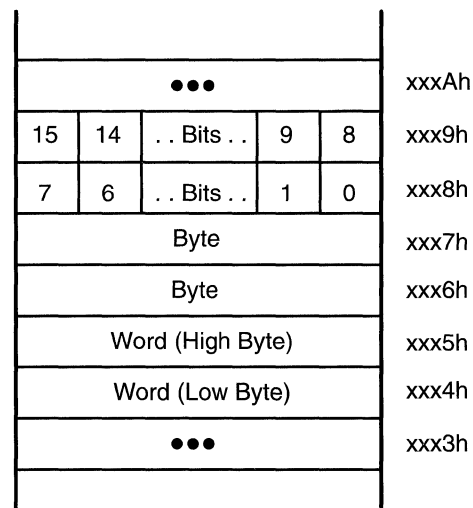 ●●● xxxAh
15 14 . . Bits . . 9 8 xxx9h
7 6 . . Bits . . 1 0 xxx8h
Byte xxx7h
Byte xxx6h
Word (High Byte) xxx5h
Word (Low Byte) xxx4h
●●● xxx3h